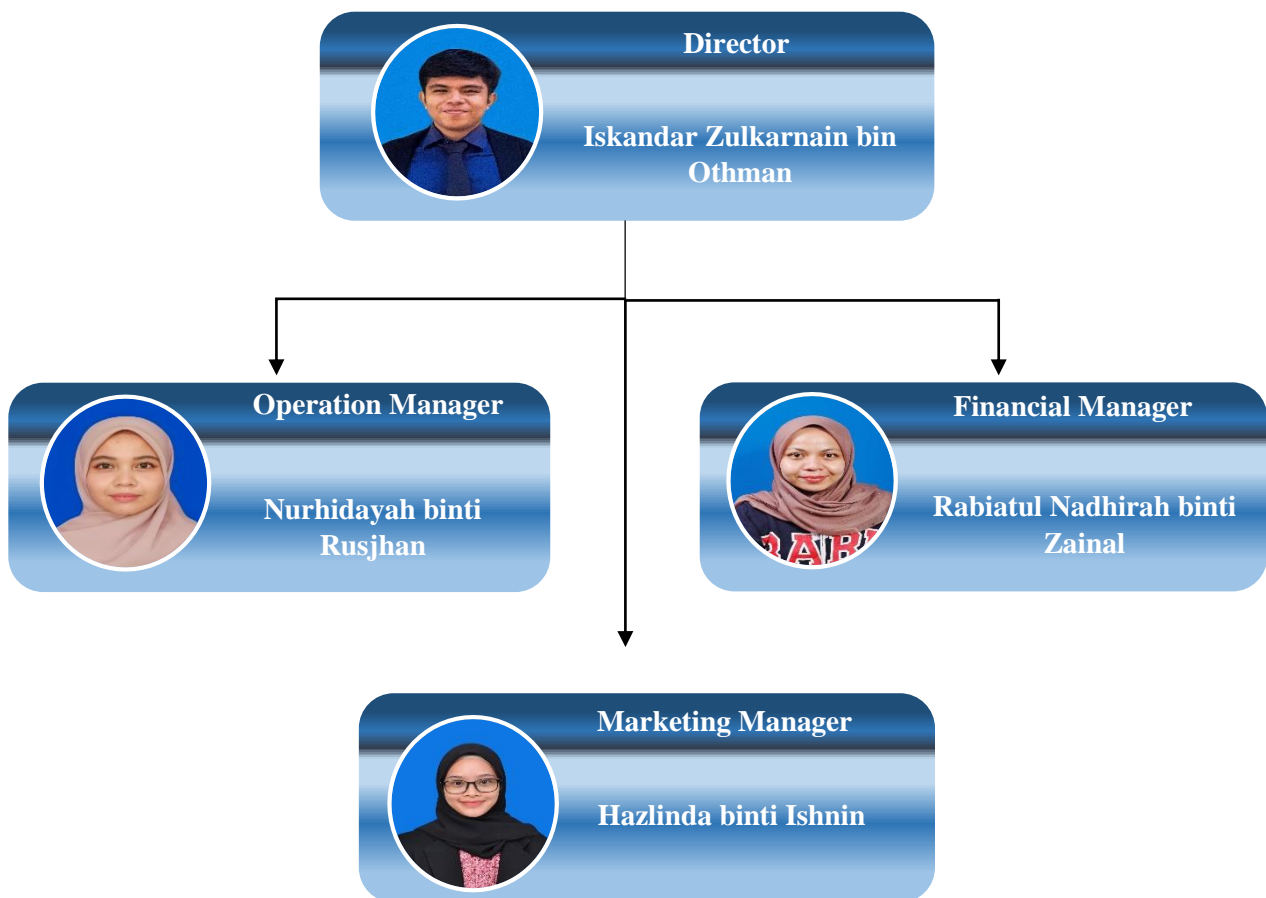 Director
Iskandar Zulkarnain bin
Othman
Operation Manager
Nurhidayah binti
Rusjhan
Financial Manager
Rabiatul Nadhirah binti
Zainal
Marketing Manager
Hazlinda binti Ishnin